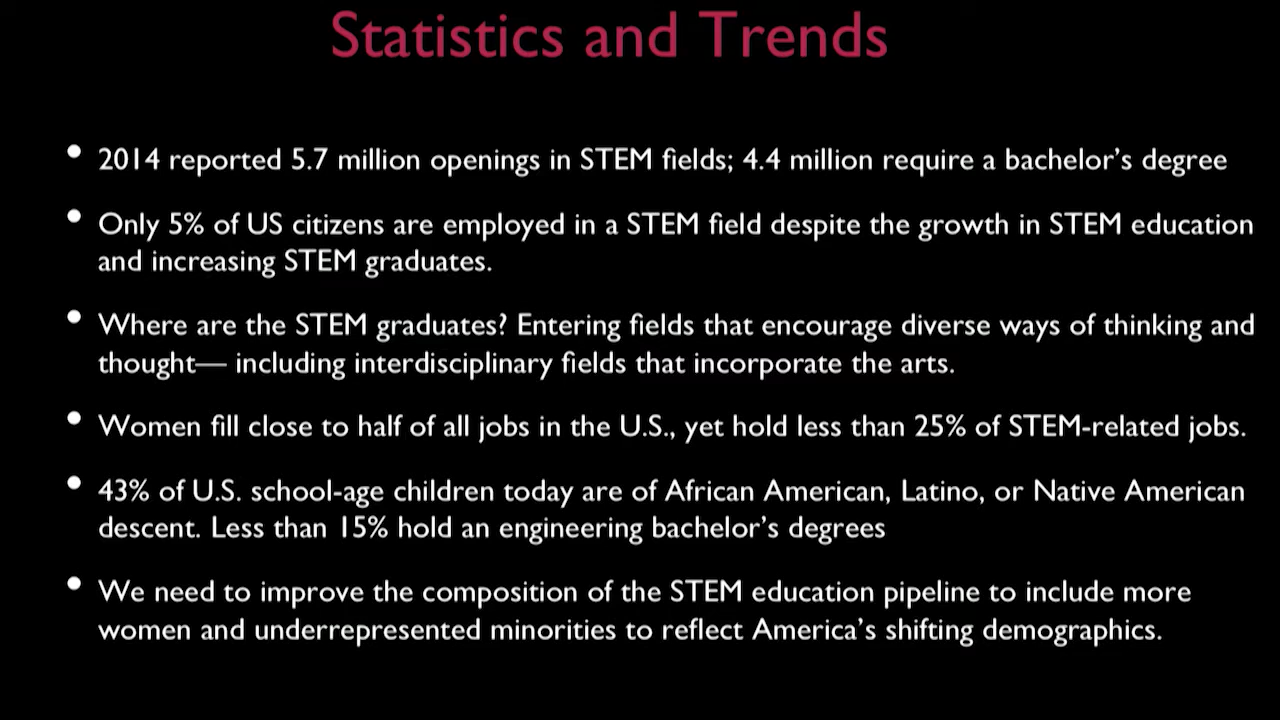 Statistics and Trends
• 2014 reported 5.7 million openings in STEM fields; 4.4 million require a bachelor’s degree
• Only 5% of US citizens are employed in a STEM field despite the growth in STEM education
and increasing STEM graduates.
• Where are the STEM graduates? Entering fields that encourage diverse ways of thinking and
thought— including interdisciplinary fields that incorporate the arts.
• Women fill close to half of all jobs in the U.S., yet hold less than 25% of STEM-related jobs.
• 43% of U.S. school-age children today are of African American, Latino, or Native American
descent. Less than 15% hold an engineering bachelor’s degrees
• We need to improve the composition of the STEM education pipeline to include more
women and underrepresented minorities to reflect America’s shifting demographics.